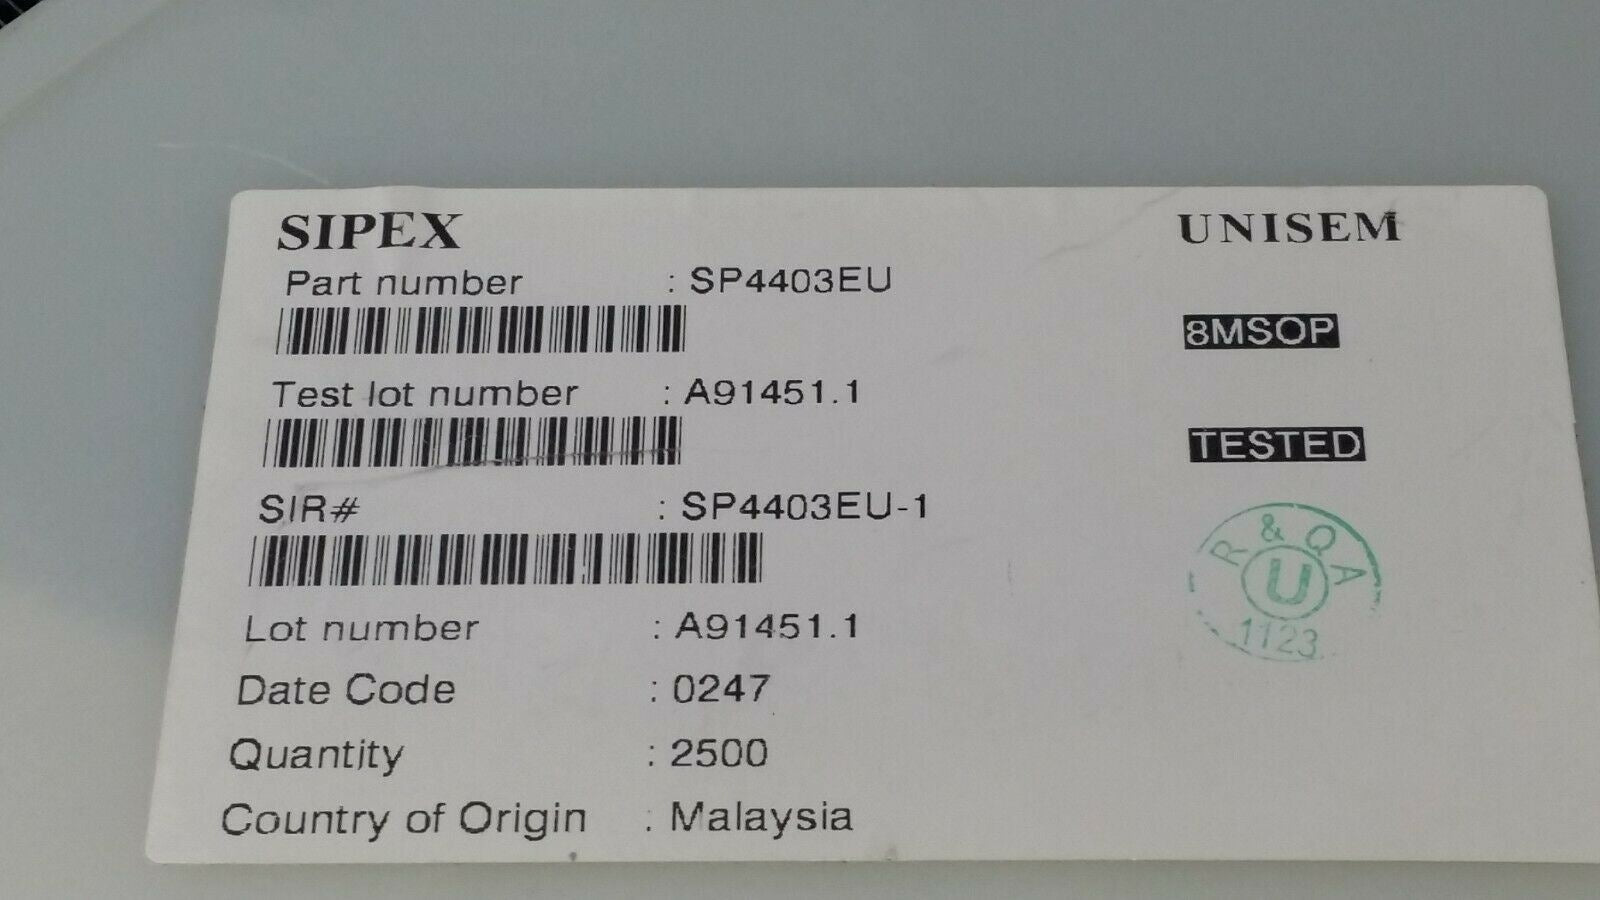 SIPEX UNISEM
Part number : SP4403EU
8MSOP
Test lot number : A91451.1
TESTED
SIR# : SP4403EU-1
R & Q A
U
1123
Lot number : A91451.1
Date Code : 0247
Quantity : 2500
Country of Origin : Malaysia